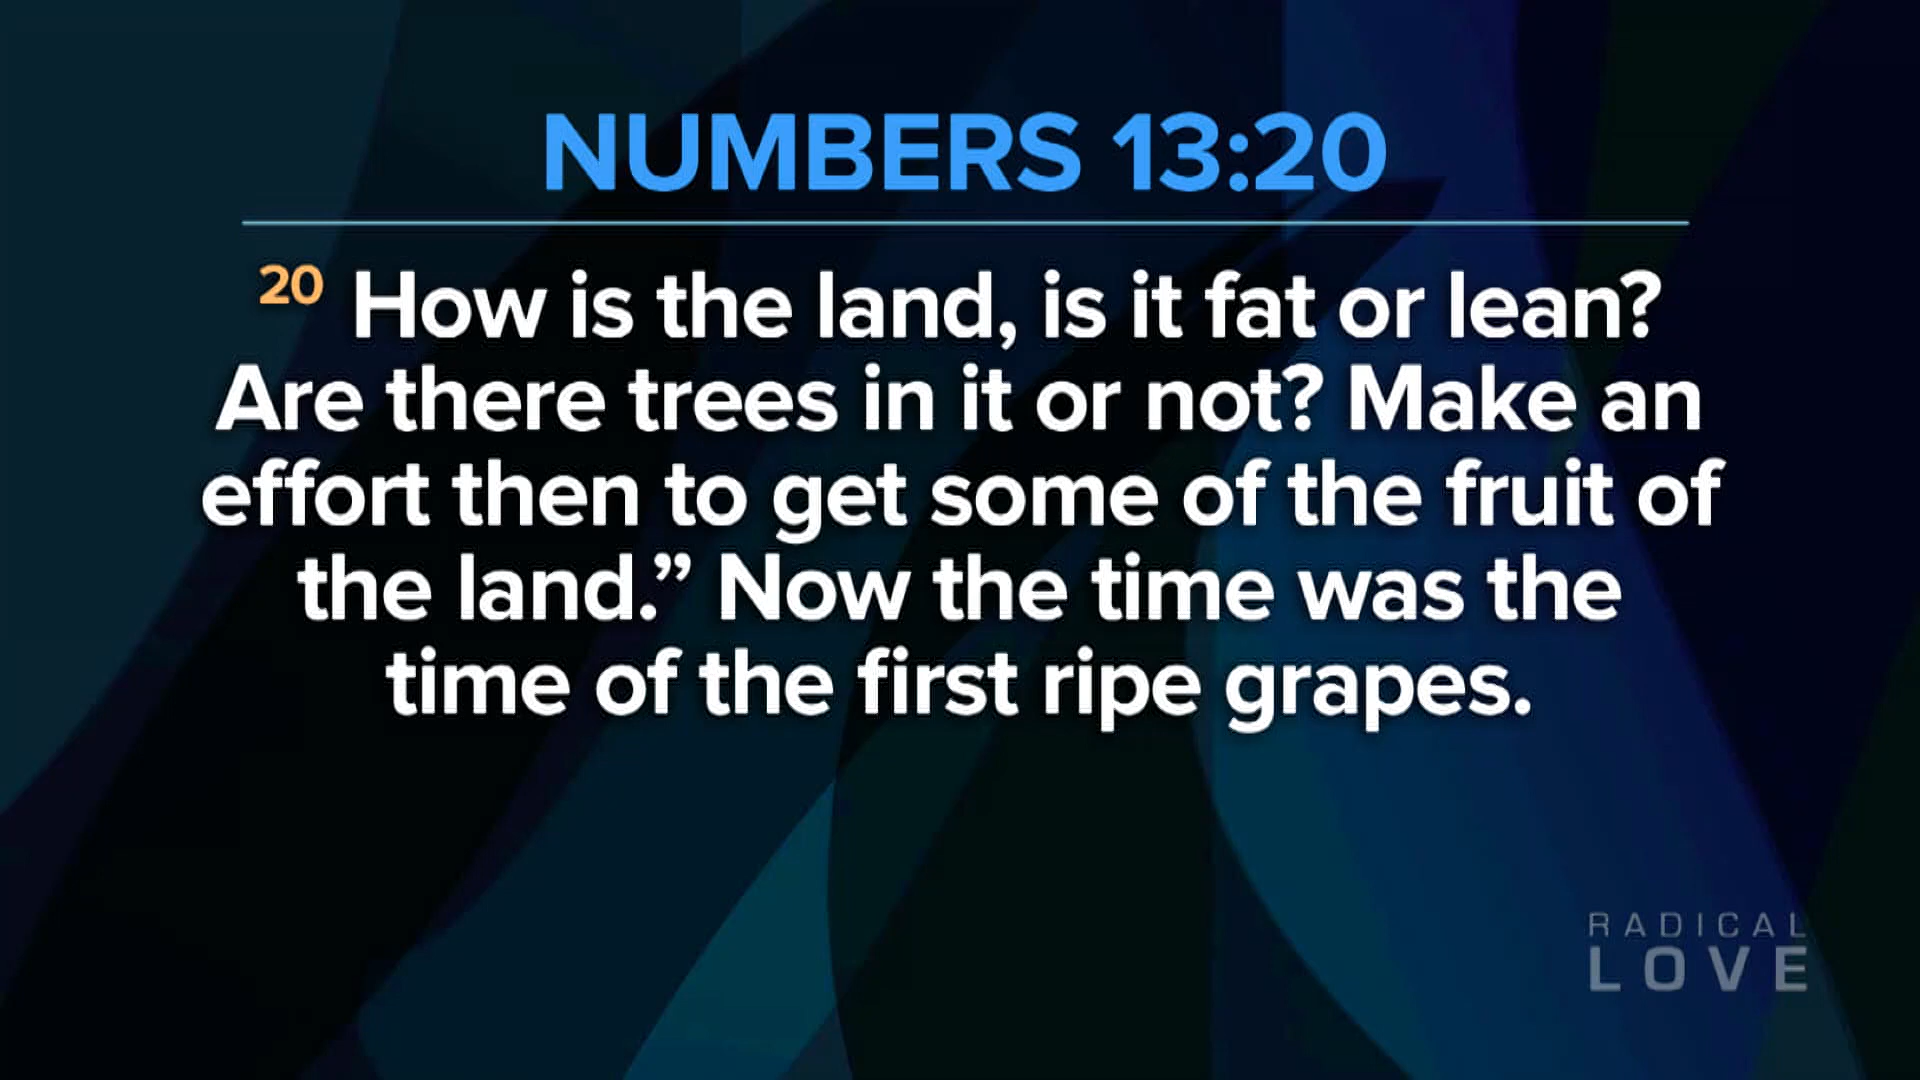 NUMBERS 13:20
20 How is the land, is it fat or lean?
Are there trees in it or not? Make an
effort then to get some of the fruit of
the land.” Now the time was the
time of the first ripe grapes.
RADICAL
LOVE